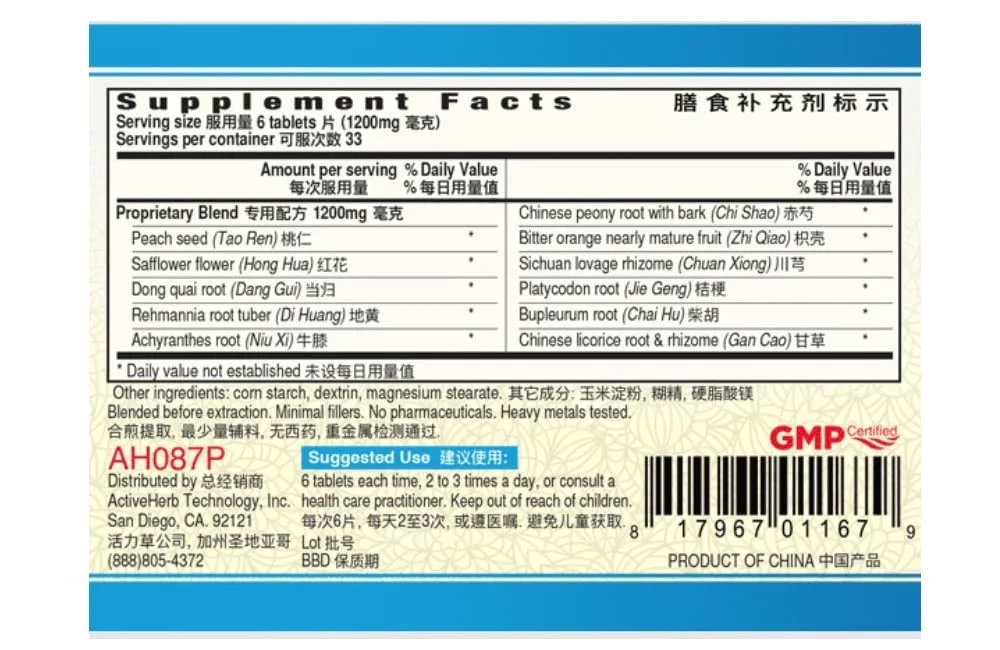 Supplement Facts 膳食补充剂标示
Serving size 服用量 6 tablets 片 (1200mg 毫克)
Servings per container 可服次数 33
Amount per serving % Daily Value
每次服用量 % 每日用量值
Proprietary Blend 专用配方 1200mg 毫克
Peach seed (Tao Ren) 桃仁 *
Safflower flower (Hong Hua) 红花 *
Dong quai root (Dang Gui) 当归 *
Rehmannia root tuber (Di Huang) 地黄 *
Achyranthes root (Niu Xi) 牛膝 *
% Daily Value
% 每日用量值
Chinese peony root with bark (Chi Shao) 赤芍 *
Bitter orange nearly mature fruit (Zhi Qiao) 枳壳 *
Sichuan lovage rhizome (Chuan Xiong) 川芎 *
Platycodon root (Jie Geng) 桔梗 *
Bupleurum root (Chai Hu) 柴胡 *
Chinese licorice root & rhizome (Gan Cao) 甘草 *
* Daily value not established 未设每日用量值
Other ingredients: corn starch, dextrin, magnesium stearate. 其它成分: 玉米淀粉, 糊精, 硬脂酸镁
Blended before extraction. Minimal fillers. No pharmaceuticals. Heavy metals tested.
合煎提取, 最少量辅料, 无西药, 重金属检测通过.
AH087P
Distributed by 总经销商
ActiveHerb Technology, Inc.
San Diego, CA. 92121
活力草公司, 加州圣地亚哥
(888)805-4372
Suggested Use 建议使用:
6 tablets each time, 2 to 3 times a day, or consult a
health care practitioner. Keep out of reach of children.
每次6片, 每天2至3次, 或遵医嘱. 避免儿童获取.
Lot 批号
BBD 保质期
GMP Certified
8 17967 01167 9
PRODUCT OF CHINA 中国产品